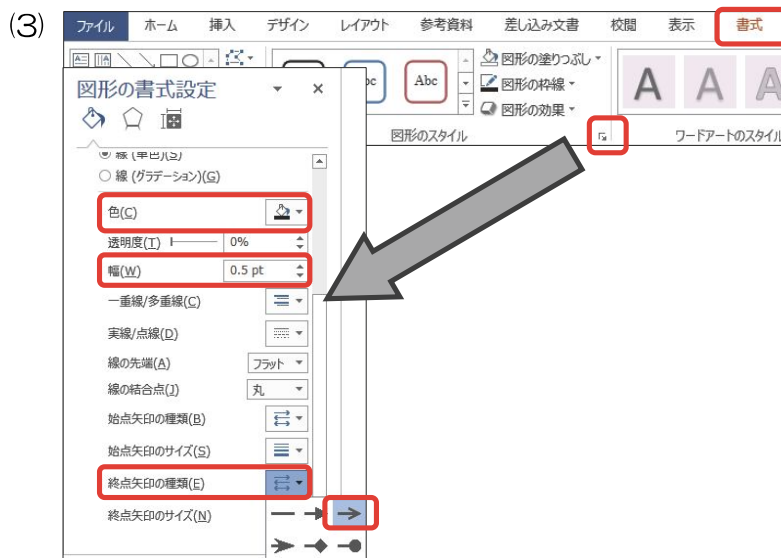 (3)
ファイル ホーム 挿入 デザイン レイアウト 参考資料 差し込み文書 校閲 表示 書式
Abc
図形の塗りつぶし
図形の枠線
図形の効果
A A A
図形のスタイル
ワードアートのスタイル
図形の書式設定
線 (単色)(S)
線 (グラデーション)(G)
色(C)
透明度(T) 0%
幅(W) 0.5 pt
一重線/多重線(C)
実線/点線(D)
線の先端(A) フラット
線の結合点(J) 丸
始点矢印の種類(B)
始点矢印のサイズ(S)
終点矢印の種類(E)
終点矢印のサイズ(N)